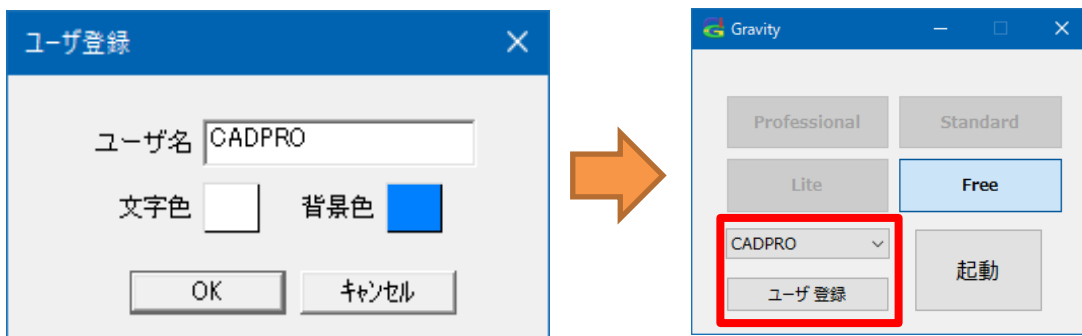 ユーザ登録
ユーザ名 CADPRO
文字色 背景色
OK キャンセル
Gravity
Professional Standard
Lite Free
CADPRO
ユーザ 登録
起動